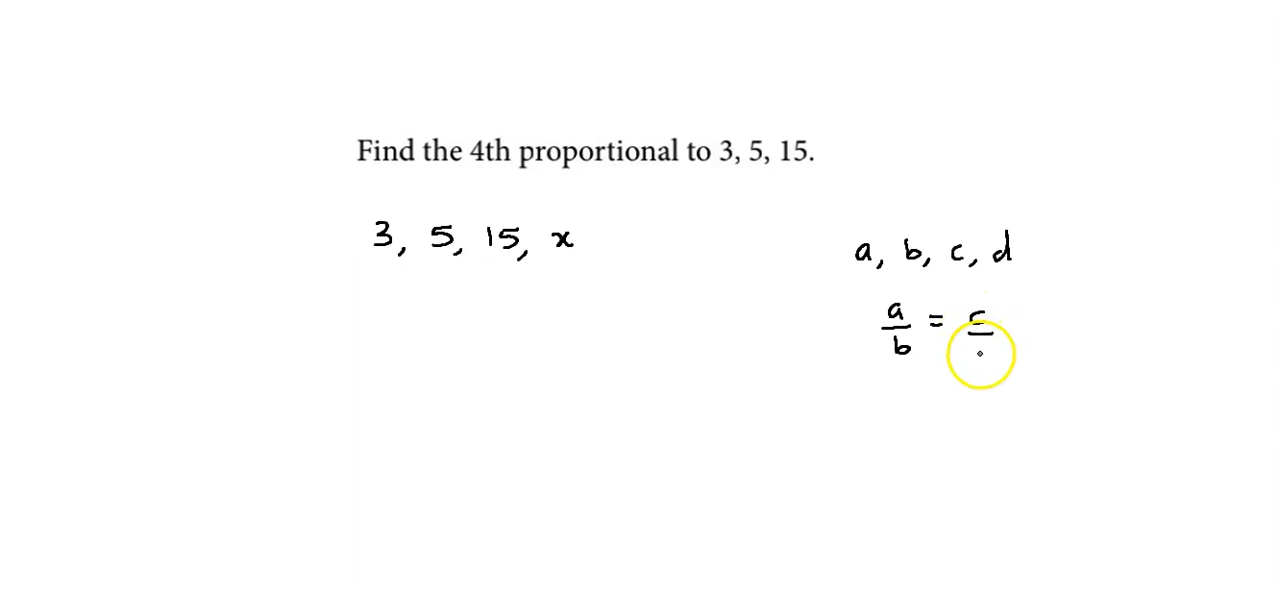 Find the 4th proportional to 3, 5, 15.
3, 5, 15, x
a, b, c, d
a/b = c/